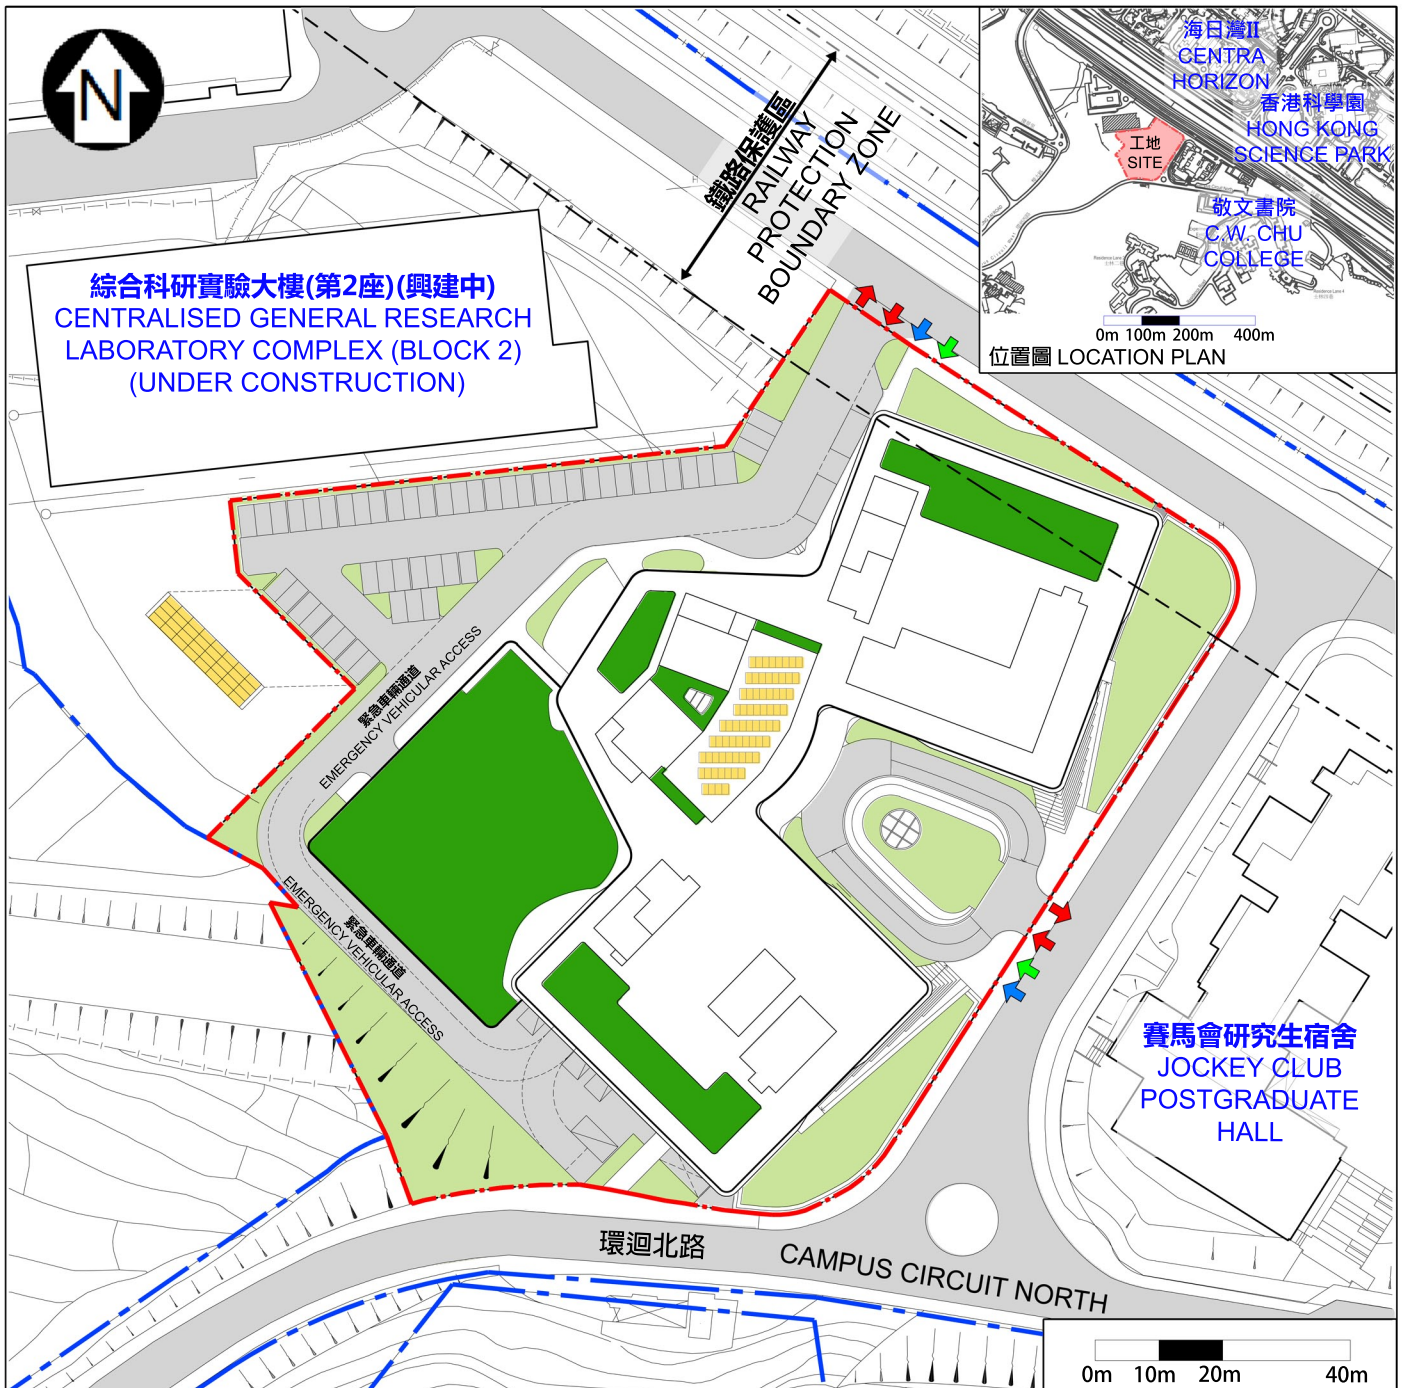 N
綜合科研實驗大樓(第2座)(興建中)
CENTRALISED GENERAL RESEARCH
LABORATORY COMPLEX (BLOCK 2)
(UNDER CONSTRUCTION)
鐵路保護區
RAILWAY
PROTECTION
BOUNDARY ZONE
海日灣II
CENTRA
HORIZON
香港科學園
HONG KONG
SCIENCE PARK
工地
SITE
敬文書院
C.W. CHU
COLLEGE
0m 100m 200m 400m
位置圖 LOCATION PLAN
H
H
緊急車輛通道
EMERGENCY VEHICULAR ACCESS
緊急車輛通道
EMERGENCY VEHICULAR ACCESS
賽馬會研究生宿舍
JOCKEY CLUB
POSTGRADUATE
HALL
環迴北路
CAMPUS CIRCUIT NORTH
0m 10m 20m 40m